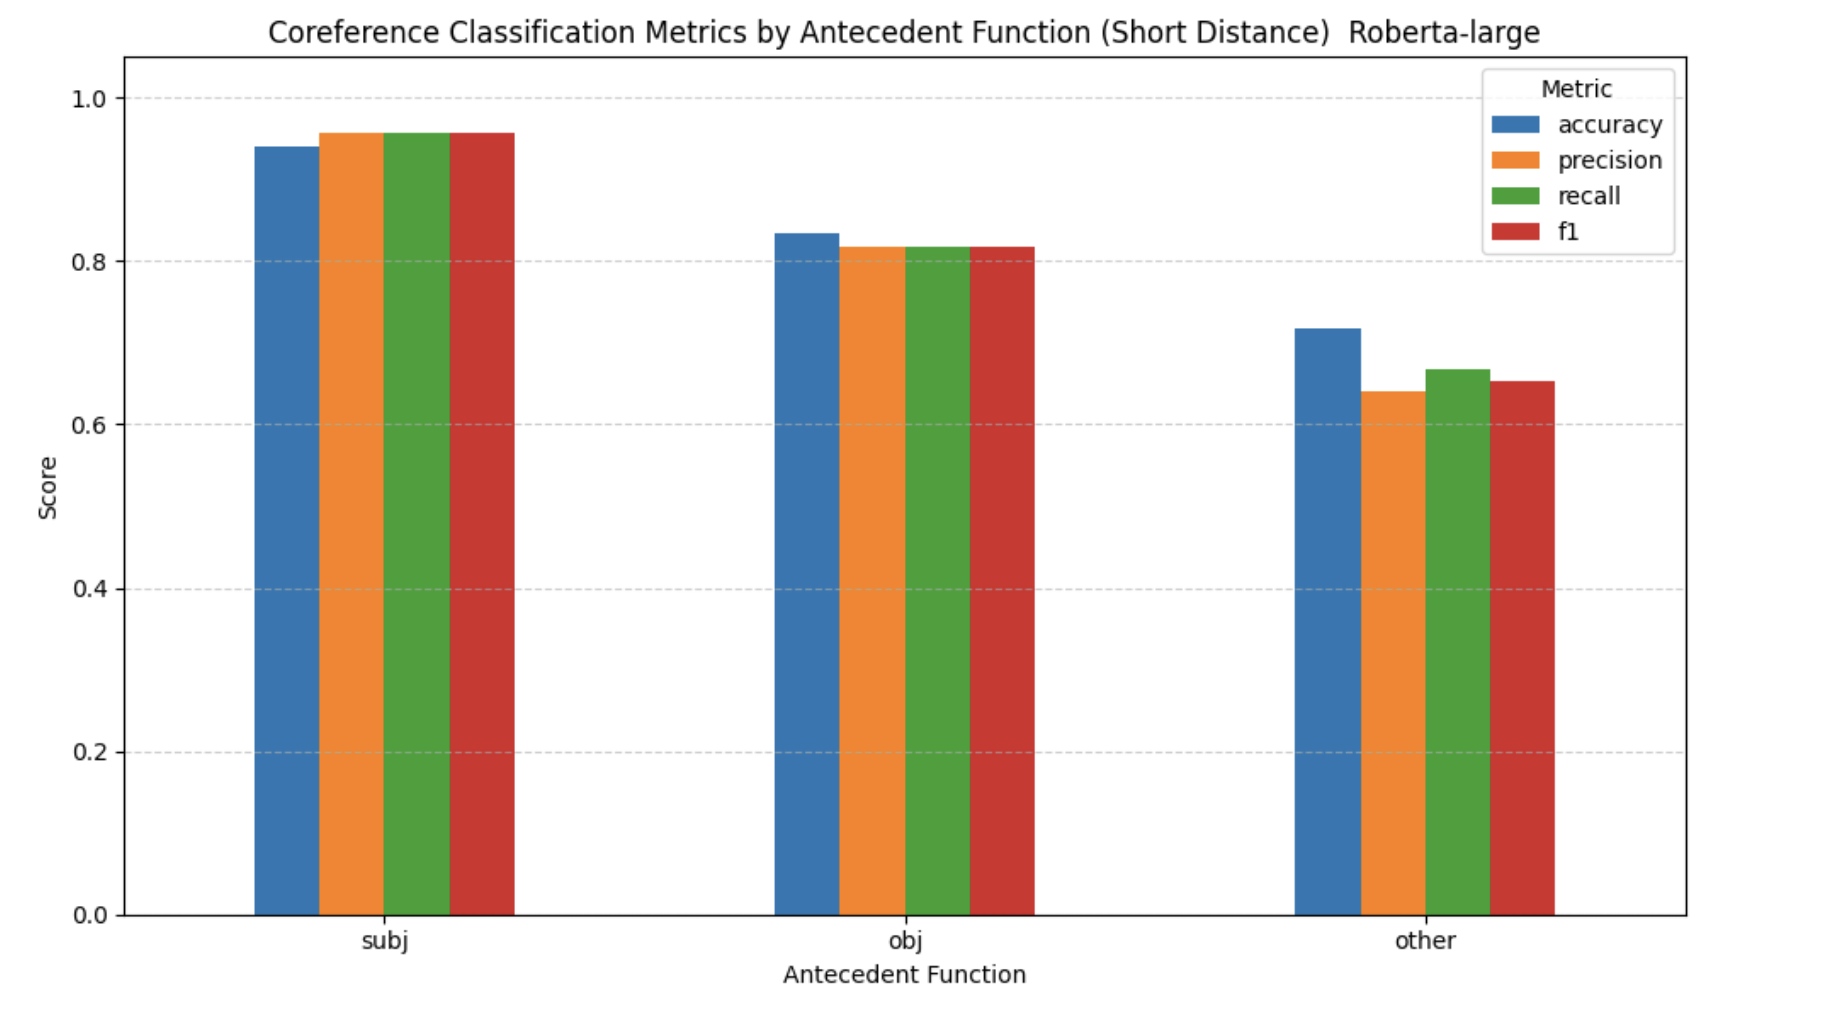 Coreference Classification Metrics by Antecedent Function (Short Distance)  Roberta-large
Metric
accuracy
precision
recall
f1
1.0
0.8
0.6
0.4
0.2
0.0
Score
subj
obj
other
Antecedent Function